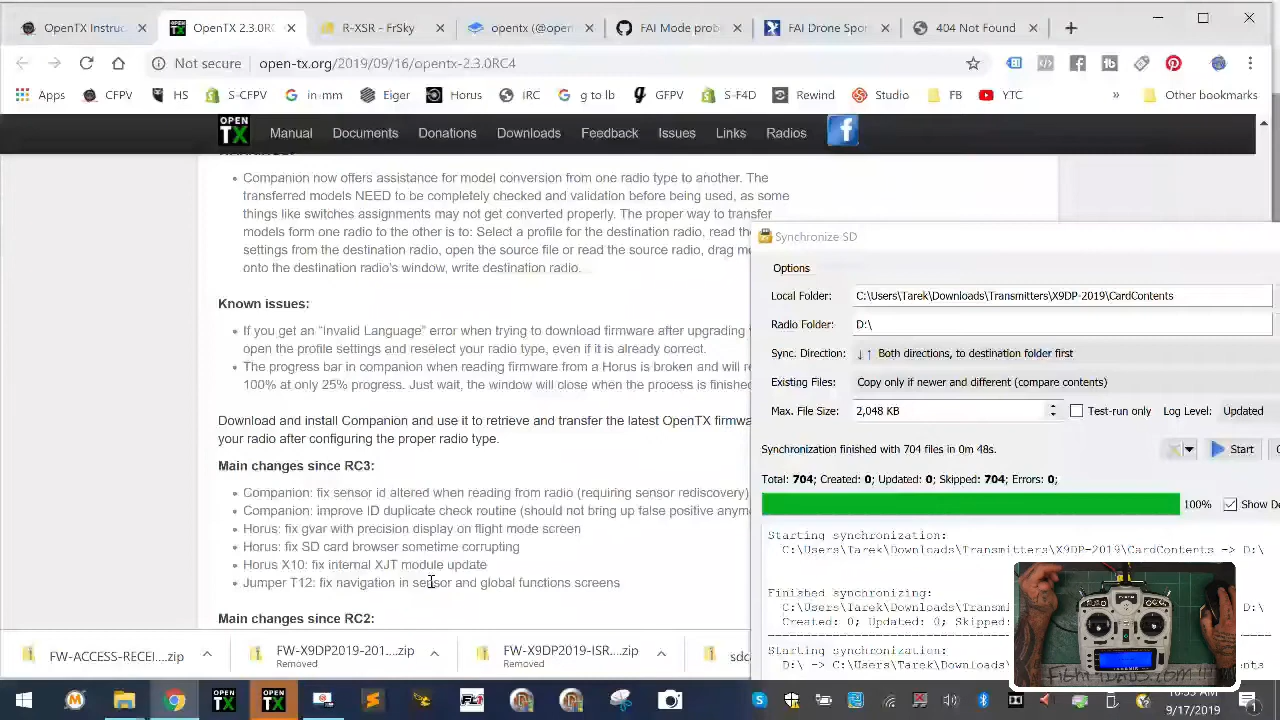 OpenTX Instruc
OpenTX 2.3.0RC
R-XSR - FrSky
opentx (@open
FAI Mode prob
FAI Drone Spor
404 Not Found
Not secure
open-tx.org/2019/09/16/opentx-2.3.0RC4
Apps
CFPV
HS
S-CFPV
in-mm
Eiger
Horus
IRC
g to lb
GFPV
S-F4D
Rewind
Studio
FB
YTC
»
Other bookmarks
OPEN
TX
Manual
Documents
Donations
Downloads
Feedback
Issues
Links
Radios
• Companion now offers assistance for model conversion from one radio type to another. The
transferred models NEED to be completely checked and validation before being used, as some
things like switches assignments may not get converted properly. The proper way to transfer
models form one radio to the other is to: Select a profile for the destination radio, read the
settings from the destination radio, open the source file or read the source radio, drag m
onto the destination radio's window, write destination radio.
Known issues:
• If you get an "Invalid Language" error when trying to download firmware after upgrading
open the profile settings and reselect your radio type, even if it is already correct.
• The progress bar in companion when reading firmware from a Horus is broken and will re
100% at only 25% progress. Just wait, the window will close when the process is finished
Download and install Companion and use it to retrieve and transfer the latest OpenTX firmw
your radio after configuring the proper radio type.
Main changes since RC3:
• Companion: fix sensor id altered when reading from radio (requiring sensor rediscovery)
• Companion: improve ID duplicate check routine (should not bring up false positive anym
• Horus: fix gvar with precision display on flight mode screen
• Horus: fix SD card browser sometime corrupting
• Horus X10: fix internal XJT module update
• Jumper T12: fix navigation in sensor and global functions screens
Main changes since RC2:
Synchronize SD
Options
Local Folder: C:\Users\Tarek\Downloads\Transmitters\X9DP-2019\CardContents
Radio Folder: D:\
Sync. Direction: ↓↑ Both directions, to destination folder first
Existing Files: Copy only if newer and different (compare contents)
Max. File Size: 2,048 KB Test-run only Log Level: Updated
Synchronization finished with 704 files in 0m 48s. Start
Total: 704; Created: 0; Updated: 0; Skipped: 704; Errors: 0;
100% Show De
Starting synchronization:
C:\Users\Tarek\Downloads\Transmitters\X9DP-2019\CardContents -> D:\
Finished synchronizing:
C:\Users\Tarek\Downloads\Transmi
Created: 0; Updated: 0; Skipped
Starting synchronization:
D:\ -> C:\Users\Tarek\Downloads\
FW-ACCESS-RECEI....zip
FW-X9DP2019-201....zip
Removed
FW-X9DP2019-ISR....zip
Removed
sdc
9/17/2019